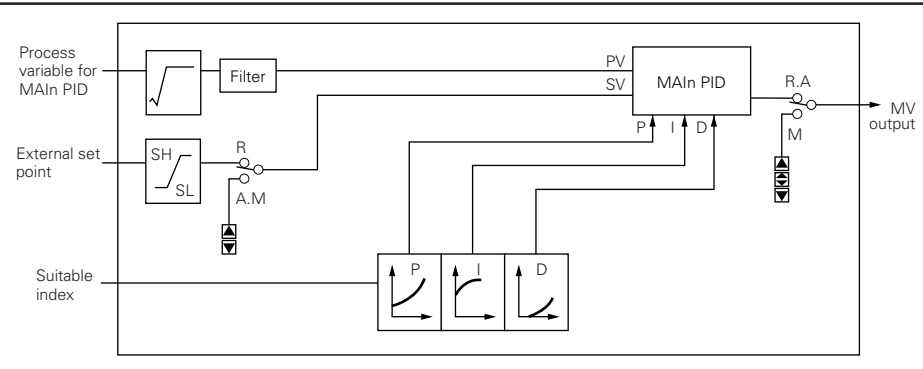 Process
variable for
MAIn PID
Filter
PV
SV
MAIn PID
P I D
R.A
M
MV
output
External set
point
SH
SL
R
A.M
Suitable
index
P
I
D